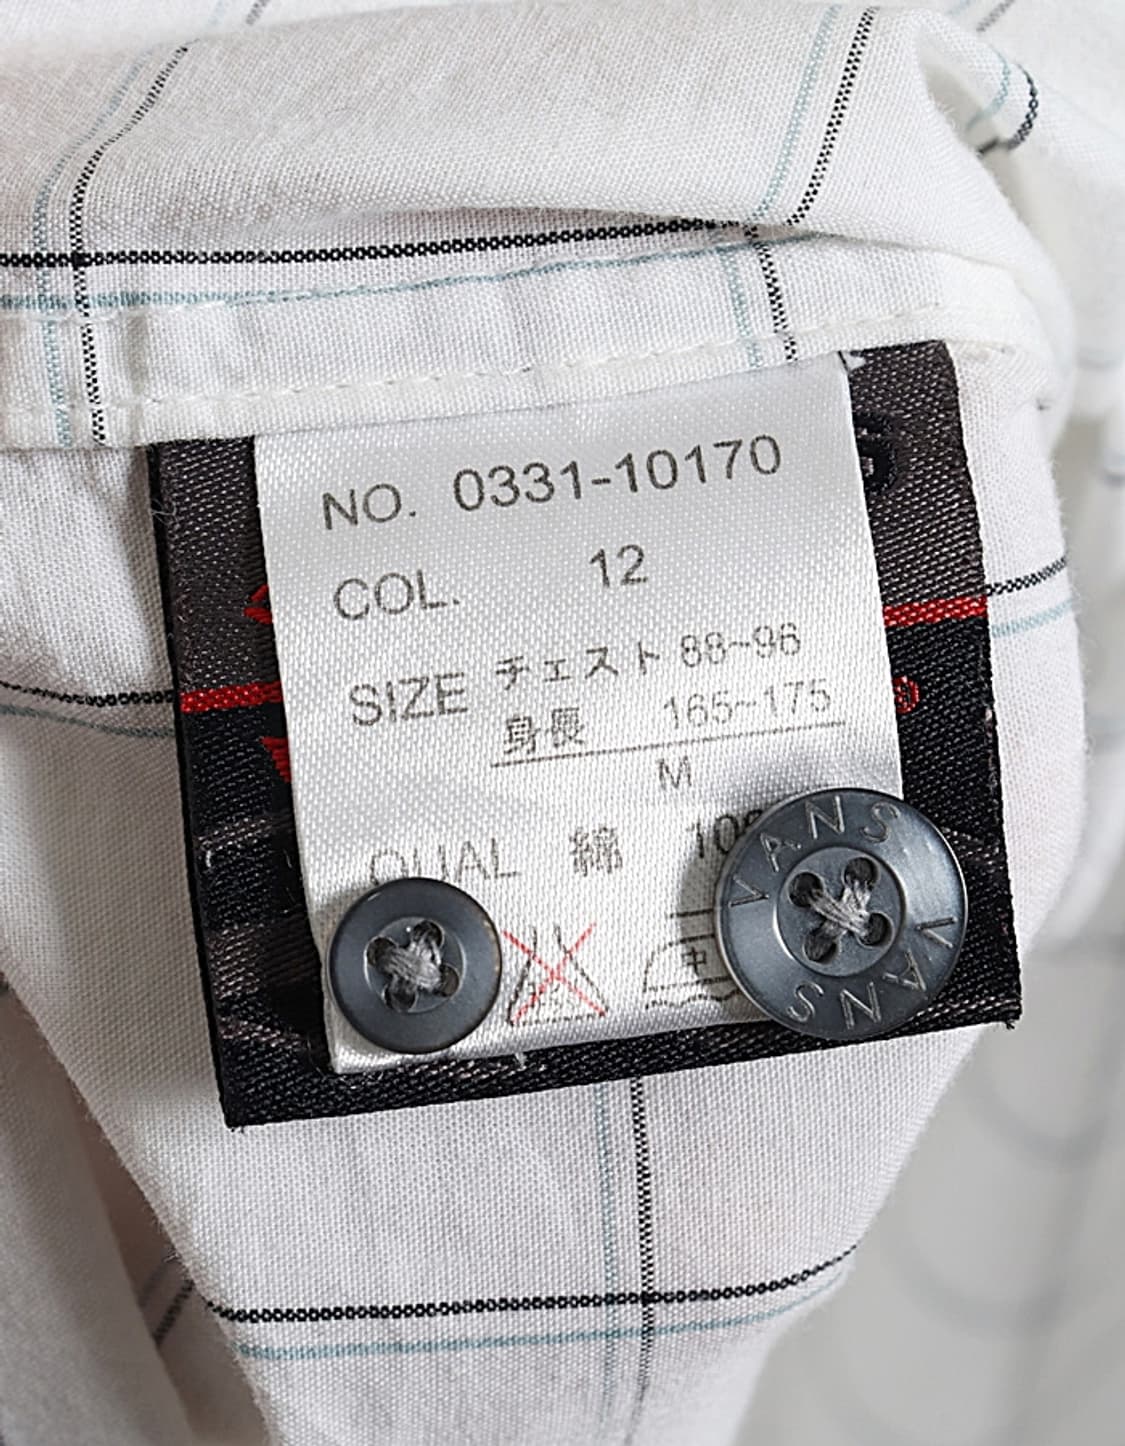 NO. 0331-10170
COL. 12
SIZE チェスト 88~96
身長 165~175
M
QUAL 綿
中
VANS
VANS
®